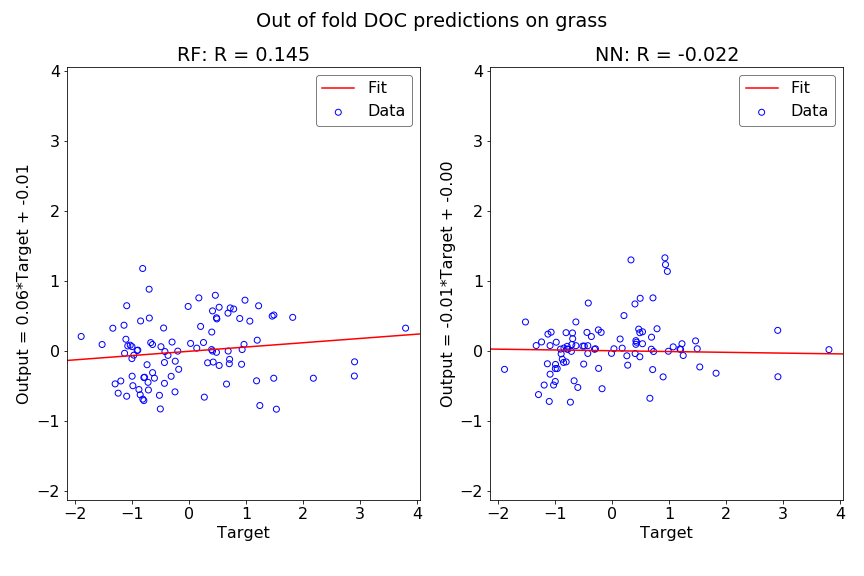 Out of fold DOC predictions on grass
RF: R = 0.145
Output = 0.06*Target + -0.01
4
3
2
1
0
−1
−2
Fit
Data
−2 −1 0 1 2 3 4
Target
NN: R = -0.022
Output = -0.01*Target + -0.00
4
3
2
1
0
−1
−2
Fit
Data
−2 −1 0 1 2 3 4
Target